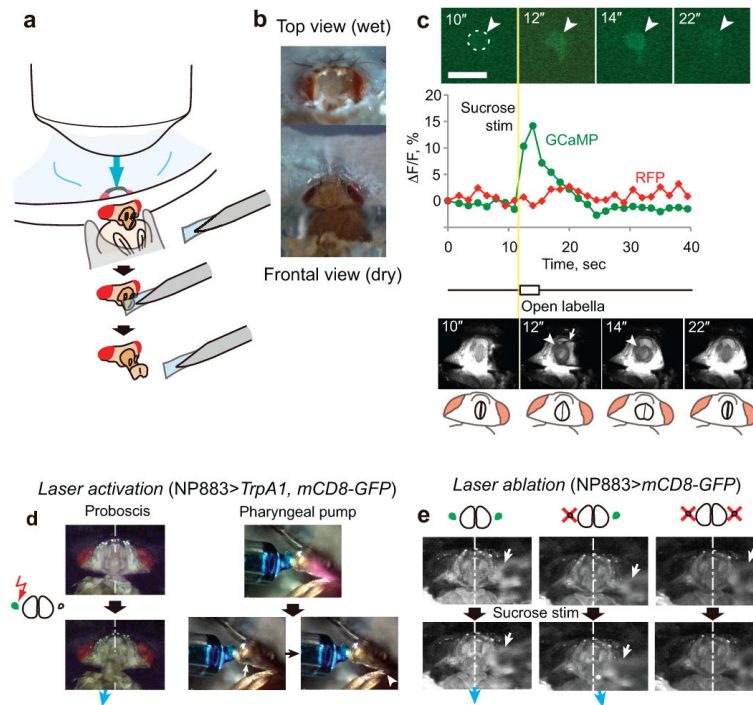 a
b
Top view (wet)
Frontal view (dry)
c
10″
12″
14″
22″
ΔF/F, %
20
15
10
5
0
-5
Sucrose
stim
GCaMP
RFP
0
10
20
30
40
Time, sec
Open labella
10″
12″
14″
22″
Laser activation (NP883>TrpA1, mCD8-GFP)
d
Proboscis
Pharyngeal pump
Laser ablation (NP883>mCD8-GFP)
e
Sucrose stim